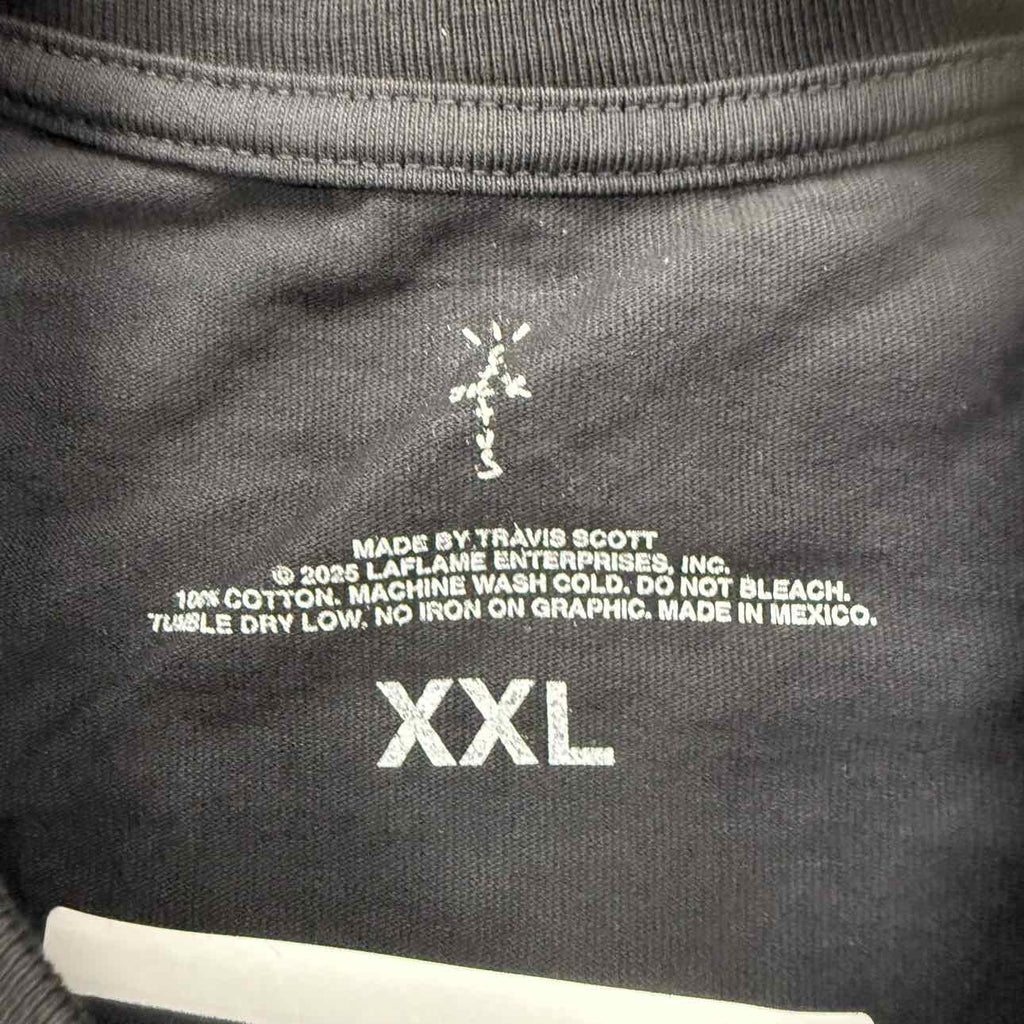 MADE BY TRAVIS SCOTT
© 2025 LAFLAME ENTERPRISES, INC.
100% COTTON. MACHINE WASH COLD. DO NOT BLEACH.
TUMBLE DRY LOW. NO IRON ON GRAPHIC. MADE IN MEXICO.
XXL